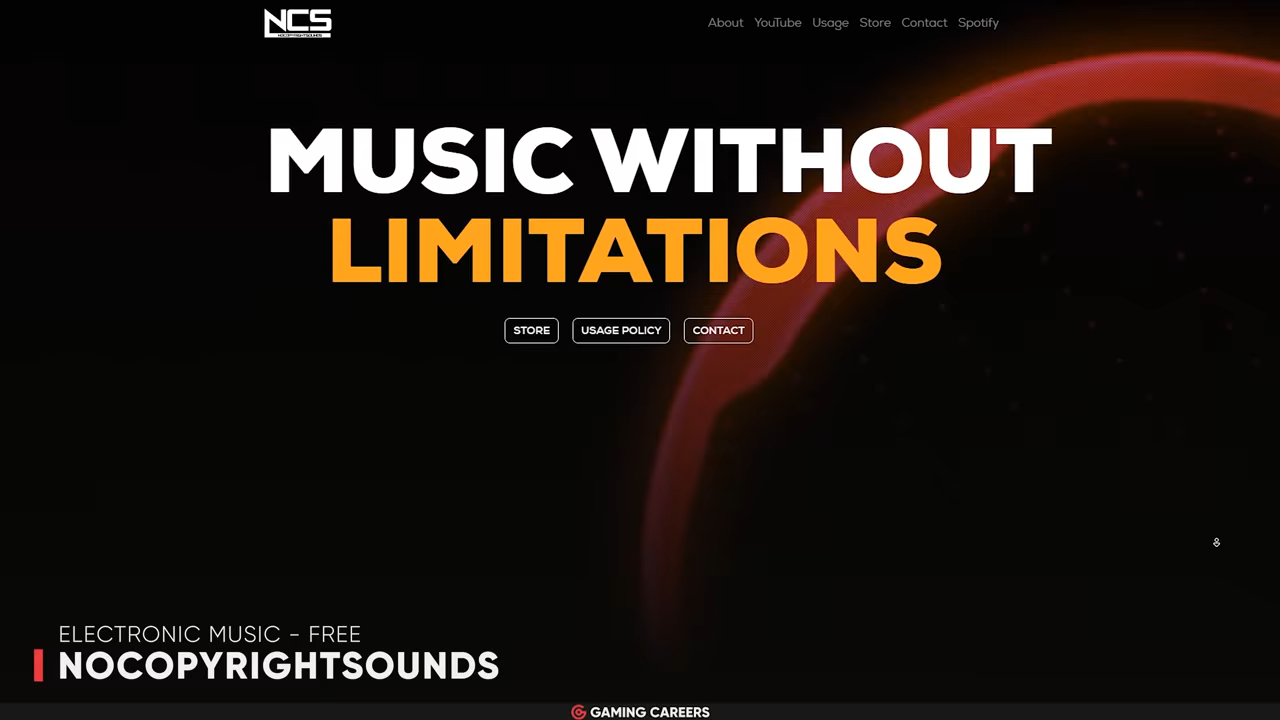 NCS
NOCOPYRIGHTSOUNDS
About YouTube Usage Store Contact Spotify
MUSIC WITHOUT
LIMITATIONS
STORE USAGE POLICY CONTACT
ELECTRONIC MUSIC - FREE
NOCOPYRIGHTSOUNDS
GAMING CAREERS